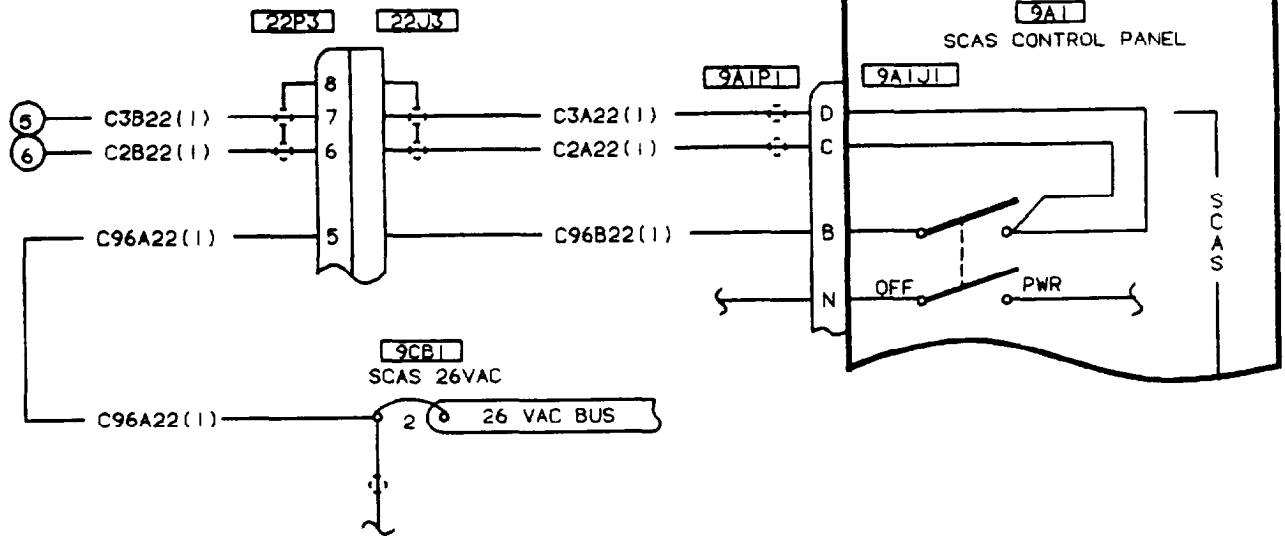 22P3 22J3
9A1
SCAS CONTROL PANEL
9A1P1 9A1J1
8
5 C3B22(1) 7 C3A22(1) D
6 C2B22(1) 6 C2A22(1) C
SCAS
C96A22(1) 5 C96B22(1) B
N OFF PWR
9CB1
SCAS 26VAC
C96A22(1) 2 26 VAC BUS